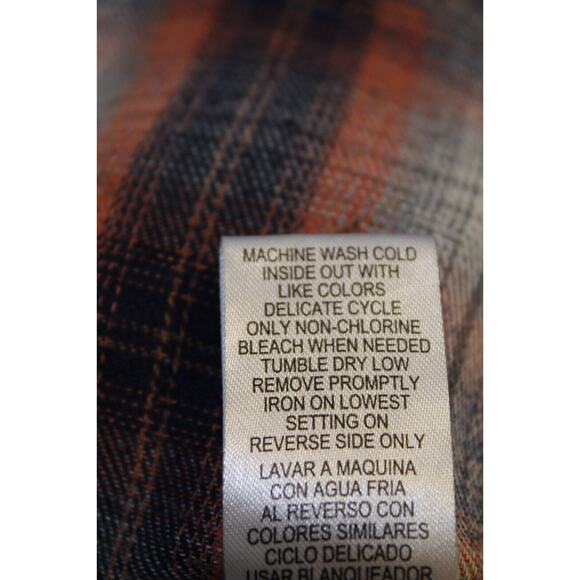 MACHINE WASH COLD
INSIDE OUT WITH
LIKE COLORS
DELICATE CYCLE
ONLY NON-CHLORINE
BLEACH WHEN NEEDED
TUMBLE DRY LOW
REMOVE PROMPTLY
IRON ON LOWEST
SETTING ON
REVERSE SIDE ONLY
LAVAR A MAQUINA
CON AGUA FRIA
AL REVERSO CON
COLORES SIMILARES
CICLO DELICADO
USAR BLANQUEADOR